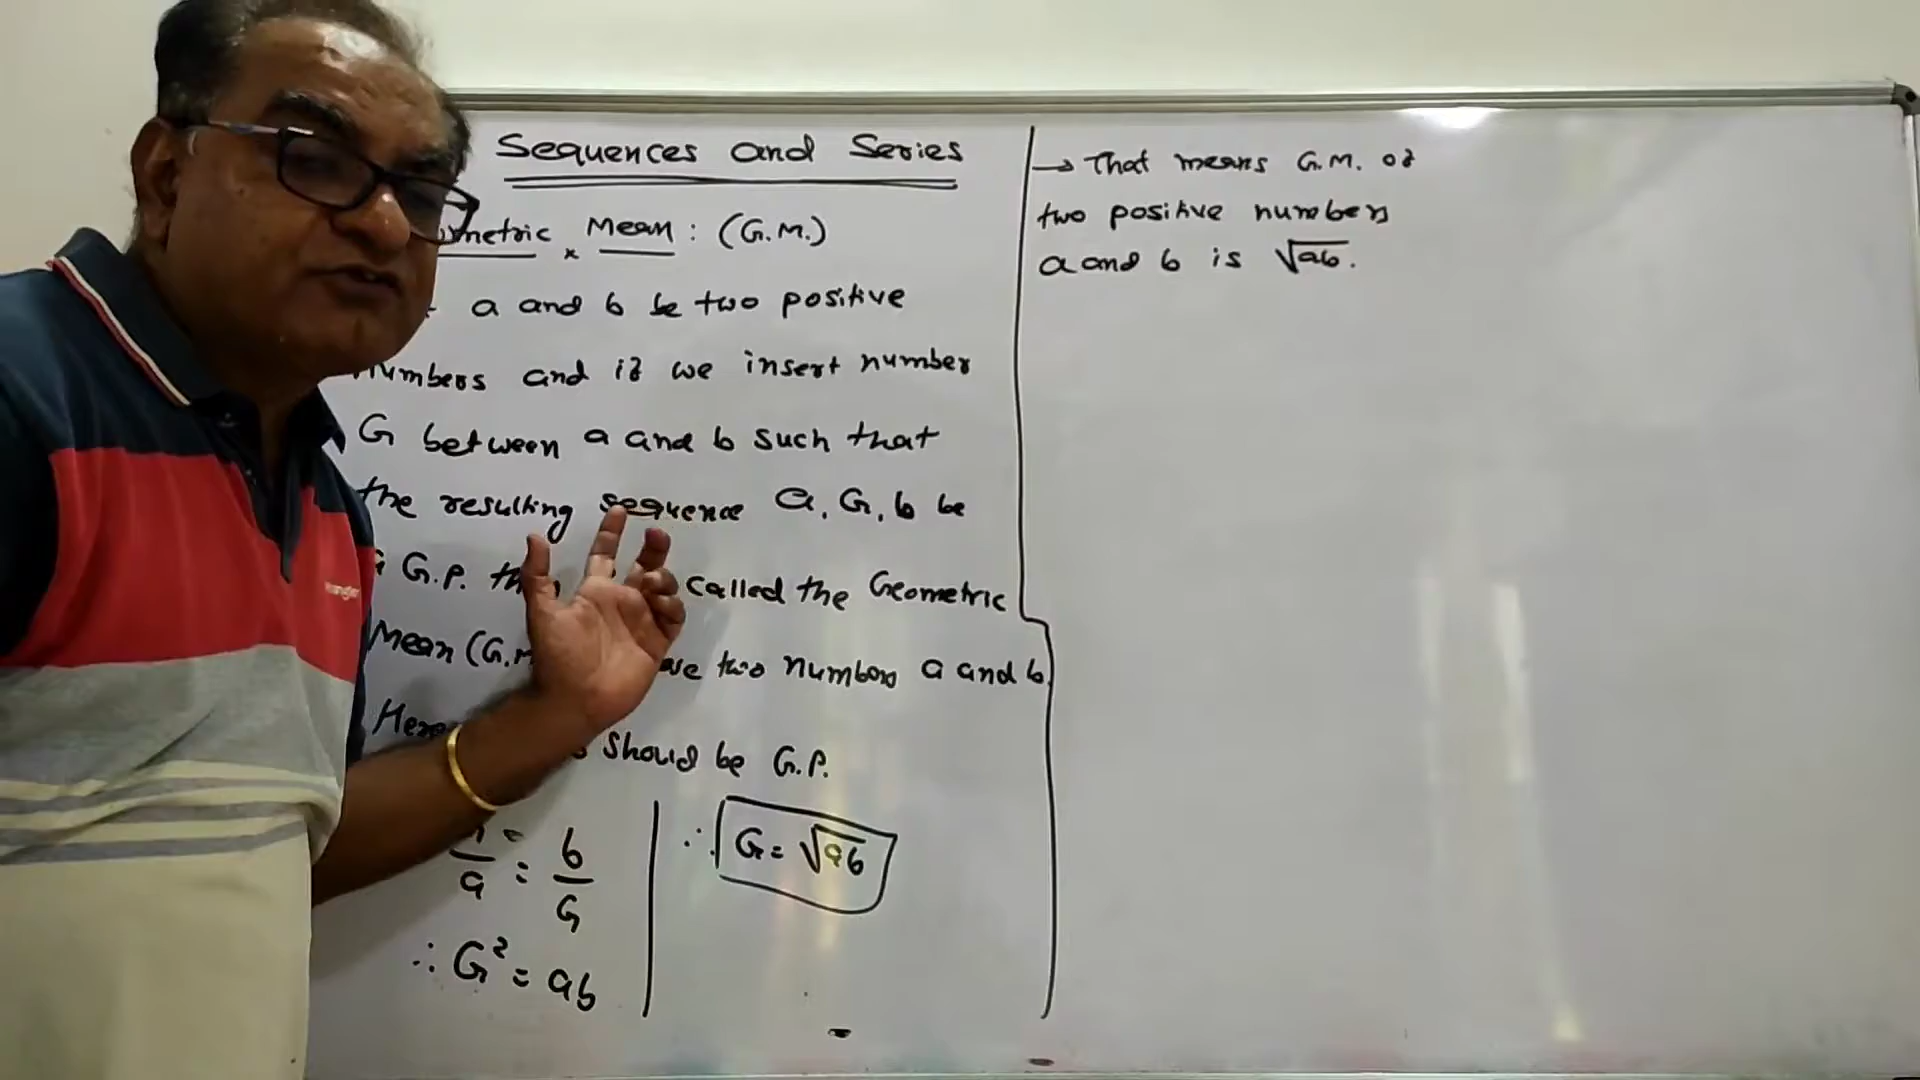 Sequences and Series
metric Mean : (G.M.)
a and b be two positive
numbers and if we insert number
G between a and b such that
the resulting sequence a, G, b be
a G.P. called the Geometric
Mean (G.M two numbers a and b.
Here should be G.P.
a = b
G
∴ G² = ab
∴ G = √ab
→ That means G.M. of
two positive numbers
a and b is √ab.
wrangler